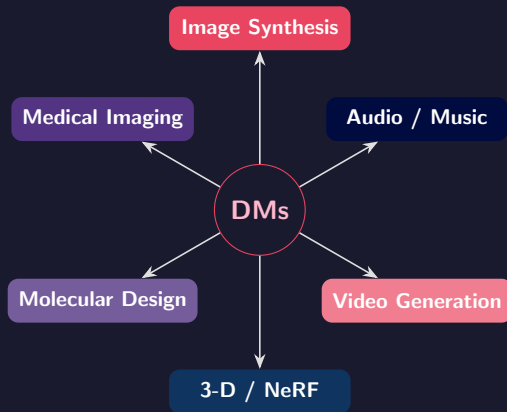 Image Synthesis
Medical Imaging
Audio / Music
DMs
Molecular Design
Video Generation
3-D / NeRF